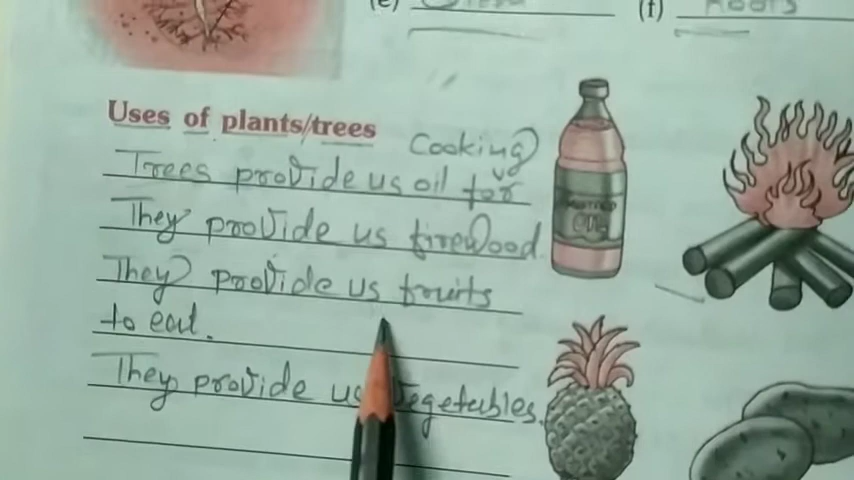 (e)
(f) Roots
Uses of plants/trees
Cooking
Trees provide us oil for
They provide us firewood.
They provide us fruits
to eat.
They provide us vegetables.